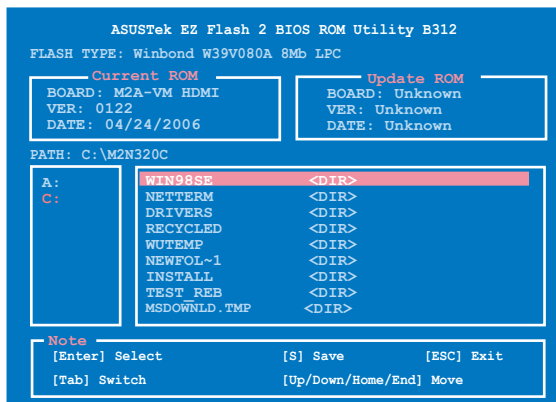 ASUSTek EZ Flash 2 BIOS ROM Utility B312
FLASH TYPE: Winbond W39V080A 8Mb LPC
Current ROM
BOARD: M2A-VM HDMI
VER: 0122
DATE: 04/24/2006
Update ROM
BOARD: Unknown
VER: Unknown
DATE: Unknown
PATH: C:\M2N320C
A:
C:
WIN98SE <DIR>
NETTERM <DIR>
DRIVERS <DIR>
RECYCLED <DIR>
WUTEMP <DIR>
NEWFOL~1 <DIR>
INSTALL <DIR>
TEST_REB <DIR>
MSDOWNLD.TMP <DIR>
Note
[Enter] Select [S] Save [ESC] Exit
[Tab] Switch [Up/Down/Home/End] Move